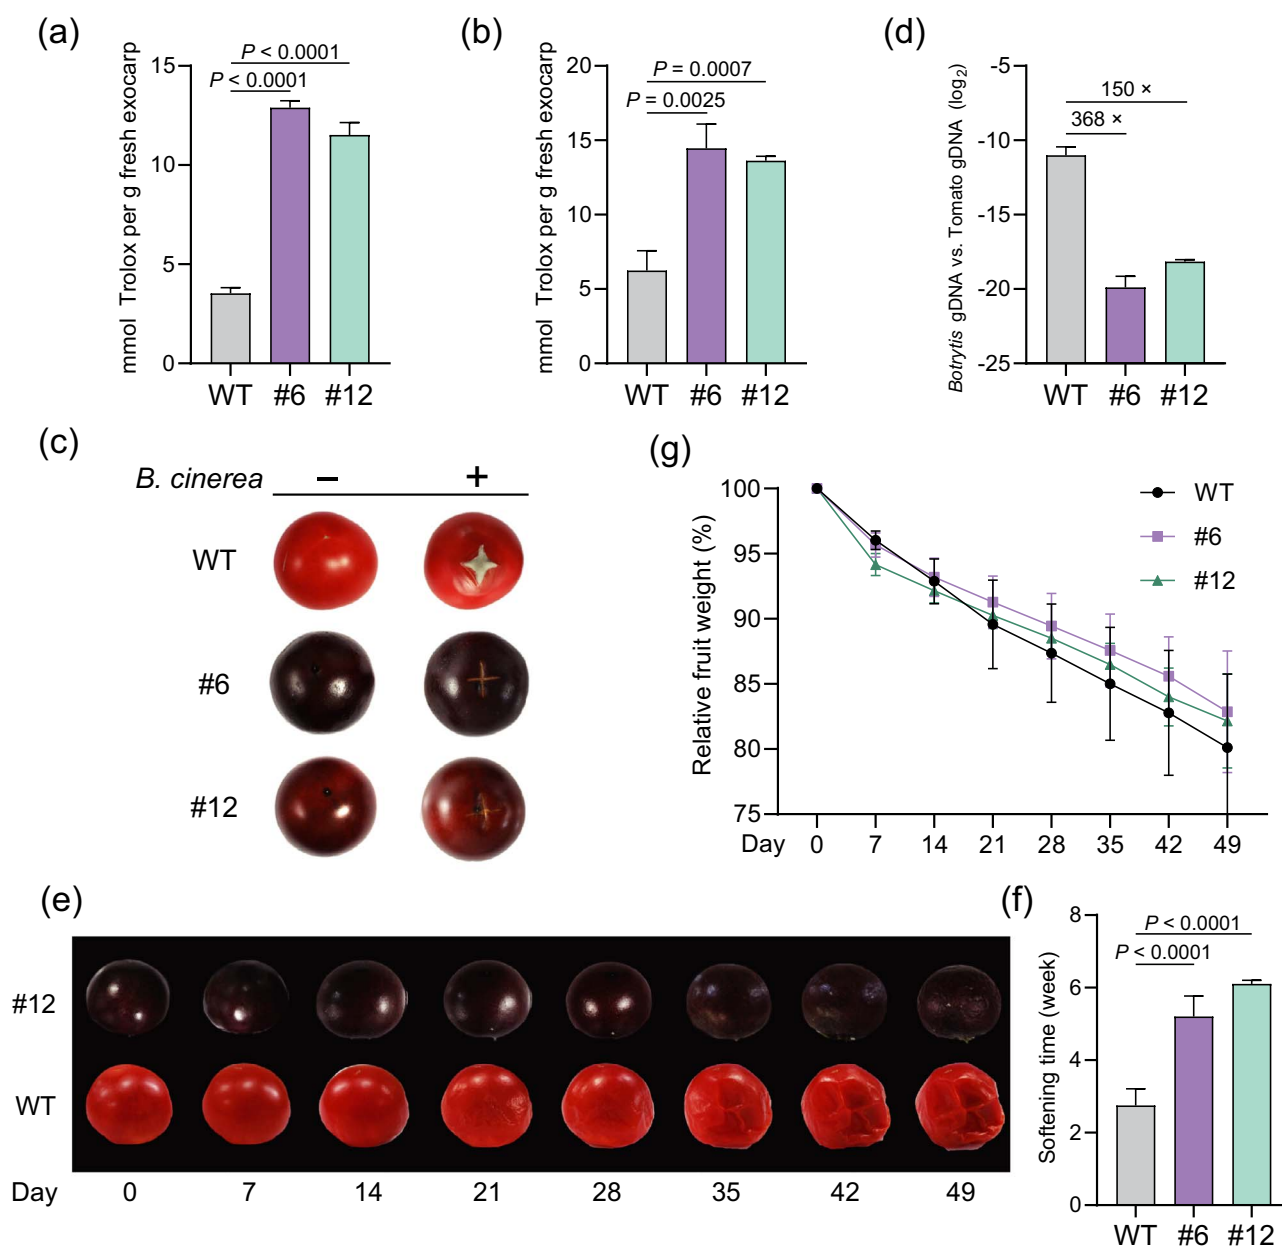 (a)
mmol Trolox per g fresh exocarp
P < 0.0001
P < 0.0001
15
10
5
0
WT #6 #12
(b)
mmol Trolox per g fresh exocarp
P = 0.0007
P = 0.0025
20
15
10
5
0
WT #6 #12
(d)
Botrytis gDNA vs. Tomato gDNA (log2)
150 ×
368 ×
-5
-10
-15
-20
-25
WT #6 #12
(c)
B. cinerea − +
WT
#6
#12
(g)
Relative fruit weight (%)
100
95
90
85
80
75
WT
#6
#12
Day 0 7 14 21 28 35 42 49
(e)
#12
WT
Day 0 7 14 21 28 35 42 49
(f)
Softening time (week)
P < 0.0001
P < 0.0001
8
6
4
2
0
WT #6 #12